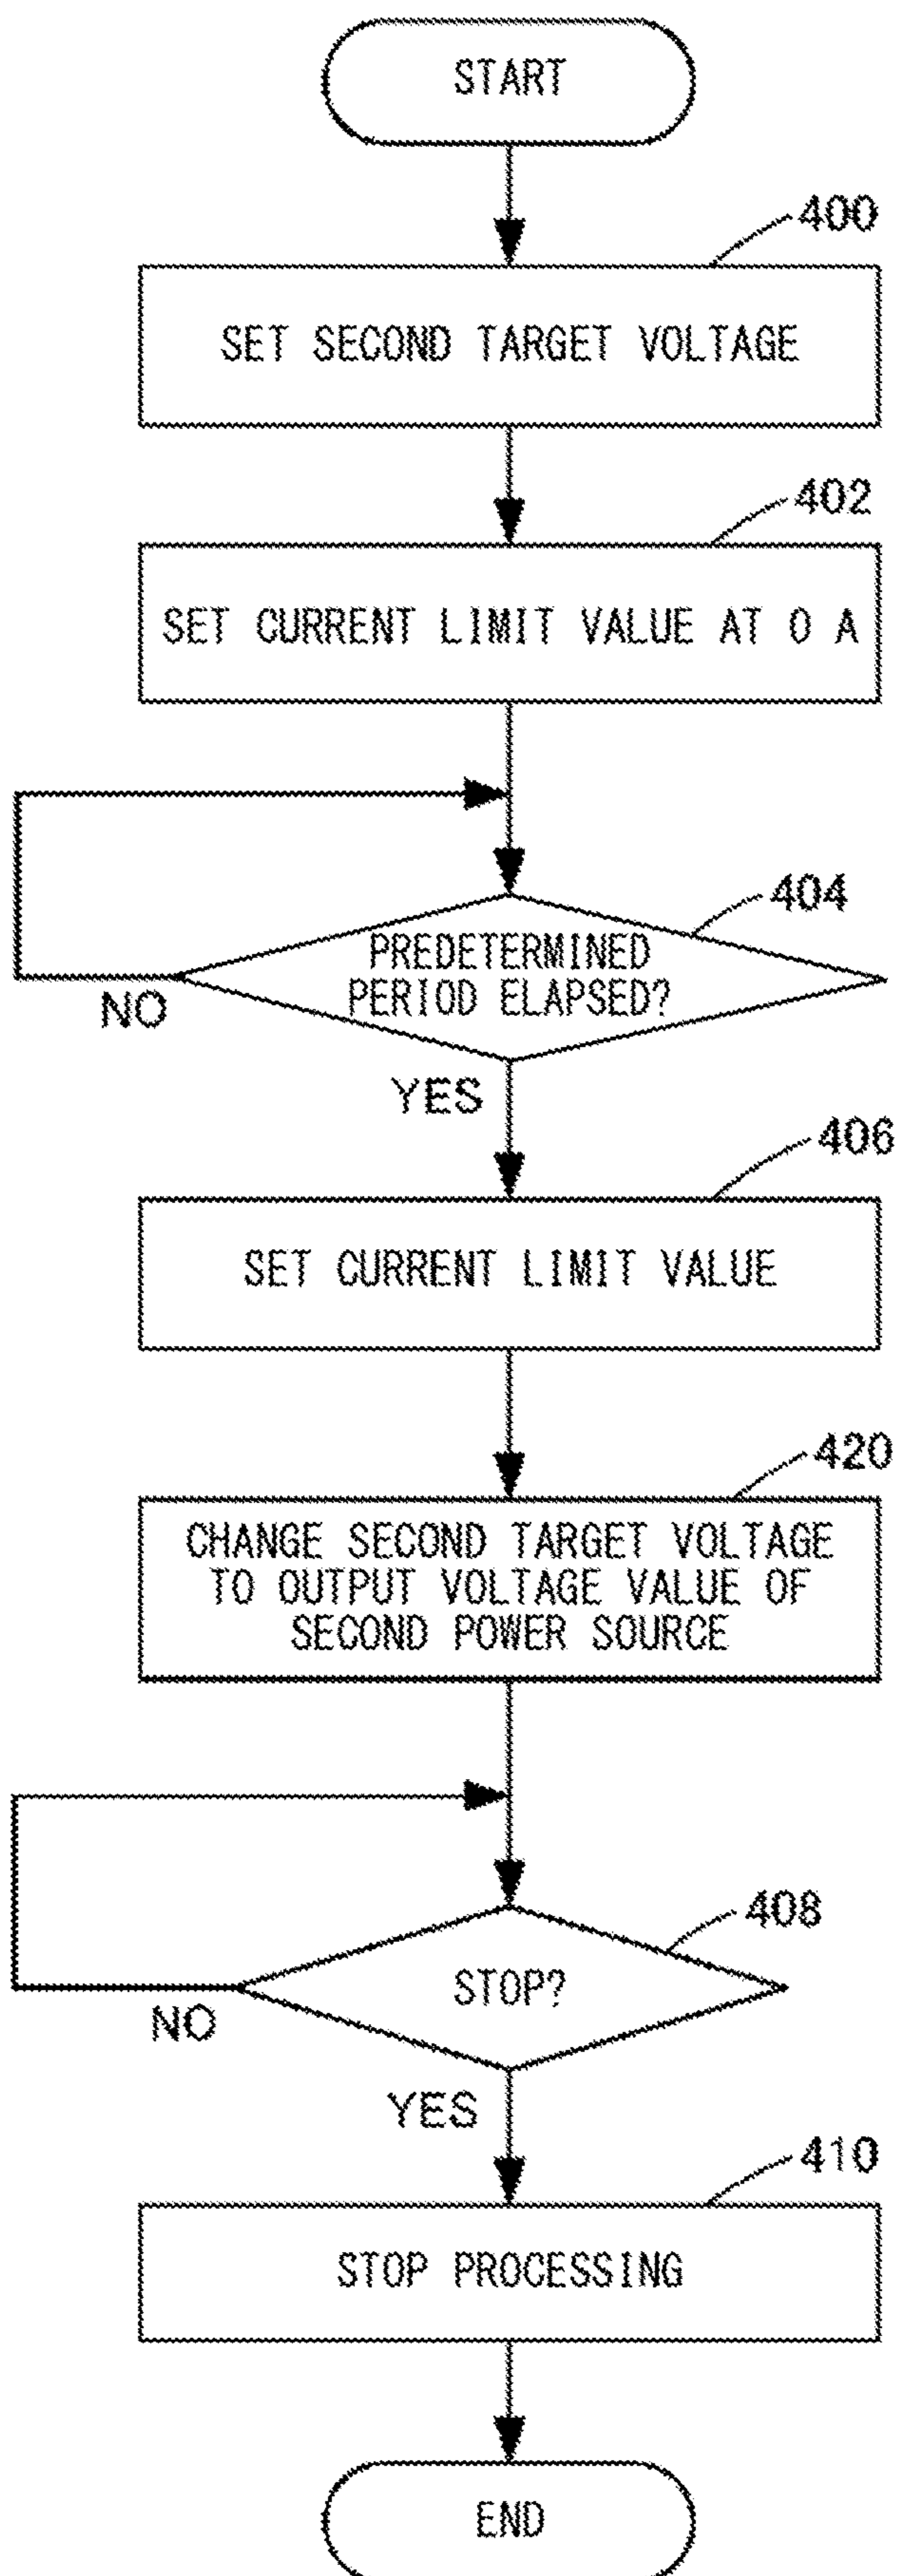 START
400
SET SECOND TARGET VOLTAGE
402
SET CURRENT LIMIT VALUE AT 0 A
404
PREDETERMINED
PERIOD ELAPSED?
NO
YES
406
SET CURRENT LIMIT VALUE
420
CHANGE SECOND TARGET VOLTAGE
TO OUTPUT VOLTAGE VALUE OF
SECOND POWER SOURCE
408
STOP?
NO
YES
410
STOP PROCESSING
END